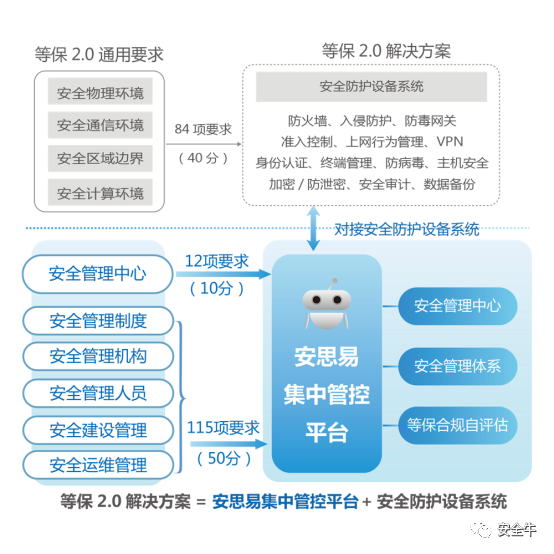 等保 2.0 通用要求
等保 2.0 解决方案
安全物理环境
安全通信环境
安全区域边界
安全计算环境
84 项要求
（40 分）
安全防护设备系统
防火墙、入侵防护、防毒网关
准入控制、上网行为管理、VPN
身份认证、终端管理、防病毒、主机安全
加密 / 防泄密、安全审计、数据备份
对接安全防护设备系统
安全管理中心
安全管理制度
安全管理机构
安全管理人员
安全建设管理
安全运维管理
12项要求
（10分）
115项要求
（50分）
安思易
集中管控
平台
安全管理中心
安全管理体系
等保合规自评估
等保 2.0 解决方案 = 安思易集中管控平台 + 安全防护设备系统
安全牛